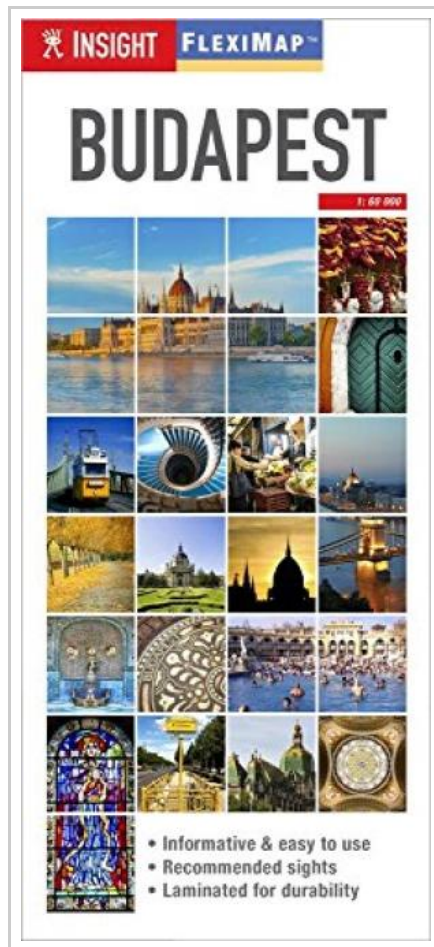 INSIGHT FLEXIMAP™
BUDAPEST
1: 60 000
• Informative & easy to use
• Recommended sights
• Laminated for durability